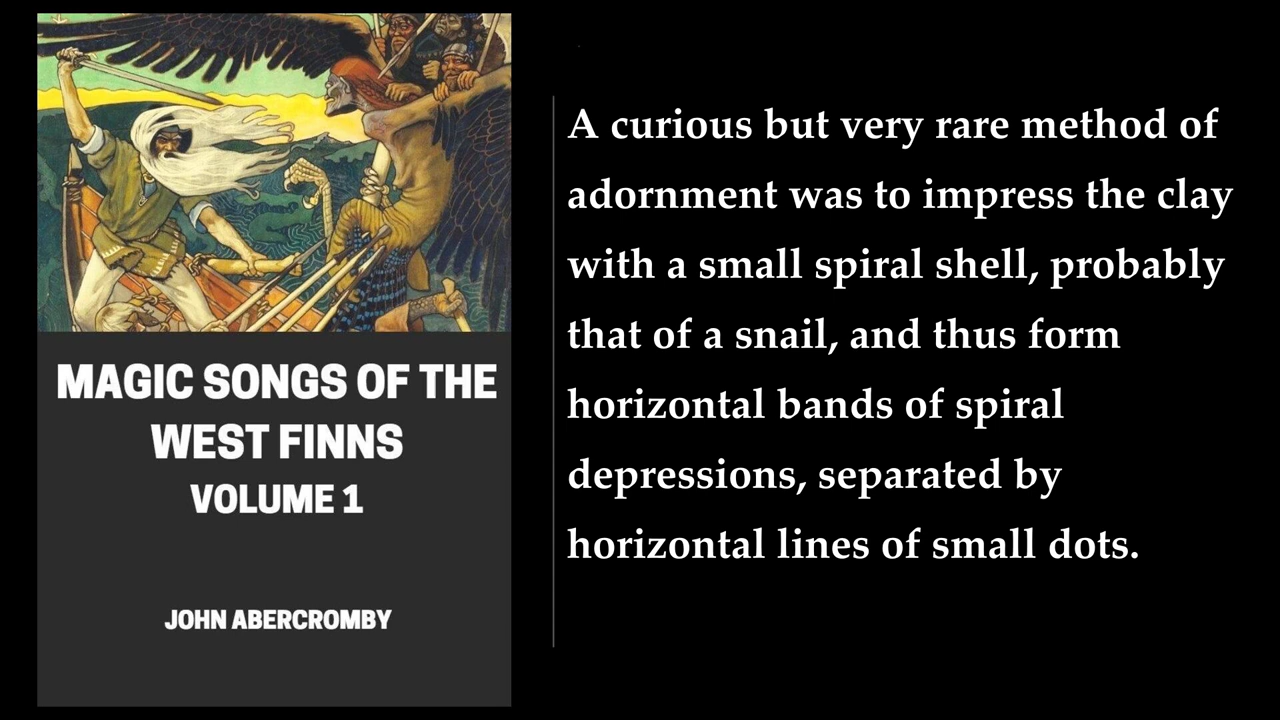 MAGIC SONGS OF THE
WEST FINNS
VOLUME 1
JOHN ABERCROMBY
A curious but very rare method of
adornment was to impress the clay
with a small spiral shell, probably
that of a snail, and thus form
horizontal bands of spiral
depressions, separated by
horizontal lines of small dots.